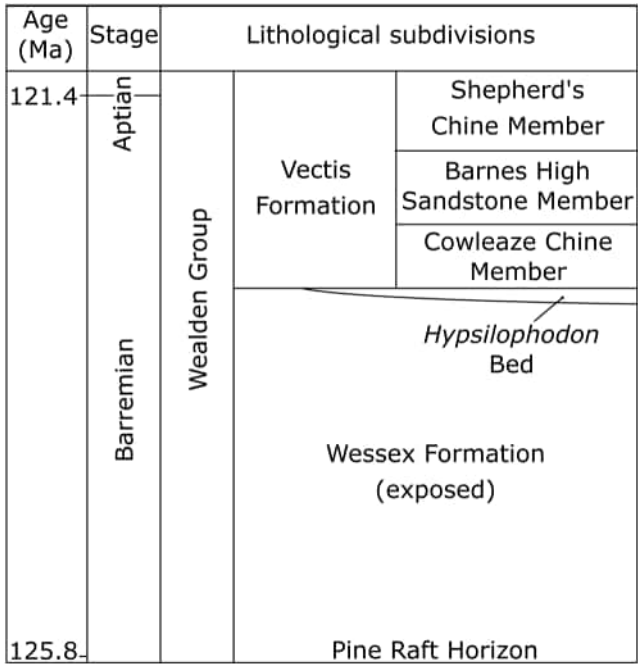 Age
(Ma)
Stage
Lithological subdivisions
121.4
Aptian
Barremian
Wealden Group
Vectis
Formation
Shepherd's
Chine Member
Barnes High
Sandstone Member
Cowleaze Chine
Member
Hypsilophodon
Bed
Wessex Formation
(exposed)
125.8
Pine Raft Horizon